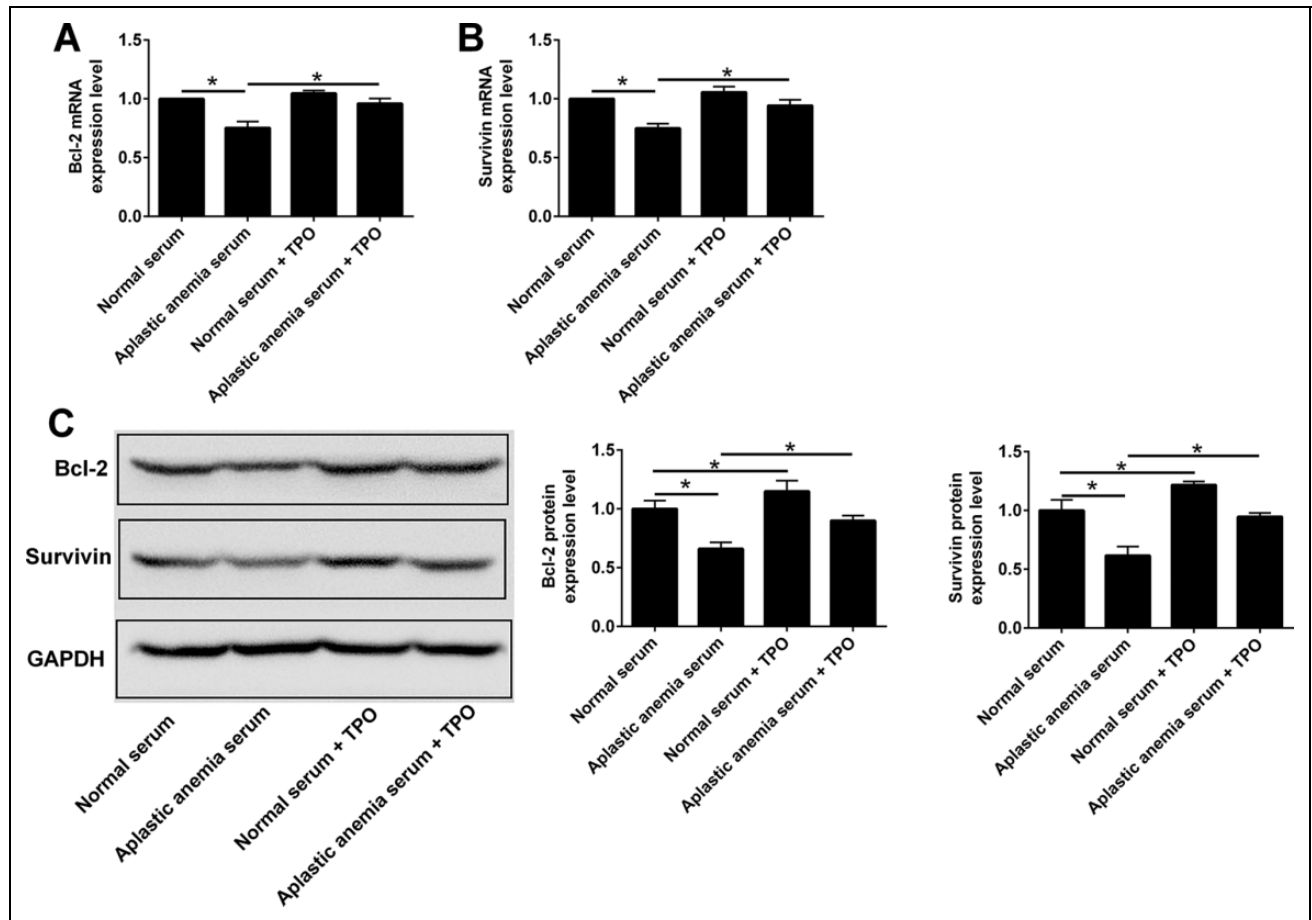 A
Bcl-2 mRNA
expression level
1.5
1.0
0.5
0.0
*
*
Normal serum
Aplastic anemia serum
Normal serum + TPO
Aplastic anemia serum + TPO
B
Survivin mRNA
expression level
1.5
1.0
0.5
0.0
*
*
Normal serum
Aplastic anemia serum
Normal serum + TPO
Aplastic anemia serum + TPO
C
Bcl-2
Survivin
GAPDH
Normal serum
Aplastic anemia serum
Normal serum + TPO
Aplastic anemia serum + TPO
Bcl-2 protein
expression level
1.5
1.0
0.5
0.0
*
*
*
Normal serum
Aplastic anemia serum
Normal serum + TPO
Aplastic anemia serum + TPO
Survivin protein
expression level
1.5
1.0
0.5
0.0
*
*
*
Normal serum
Aplastic anemia serum
Normal serum + TPO
Aplastic anemia serum + TPO